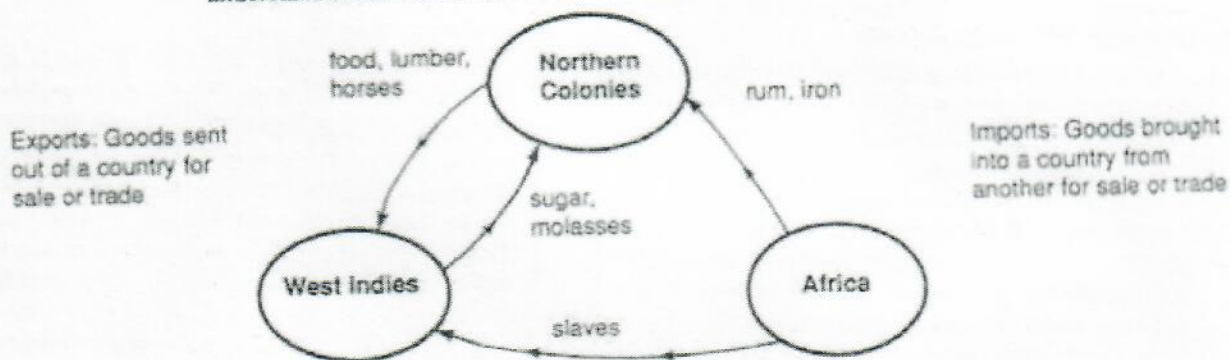 food, lumber,
horses
Northern
Colonies
rum, iron
Exports: Goods sent
out of a country for
sale or trade
Imports: Goods brought
into a country from
another for sale or trade
sugar,
molasses
West Indies
Africa
slaves